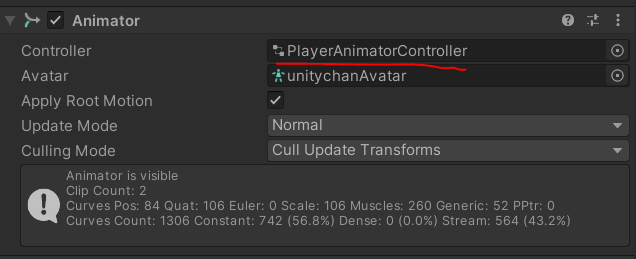 Animator
Controller PlayerAnimatorController
Avatar unitychanAvatar
Apply Root Motion
Update Mode Normal
Culling Mode Cull Update Transforms
Animator is visible
Clip Count: 2
Curves Pos: 84 Quat: 106 Euler: 0 Scale: 106 Muscles: 260 Generic: 52 PPtr: 0
Curves Count: 1306 Constant: 742 (56.8%) Dense: 0 (0.0%) Stream: 564 (43.2%)